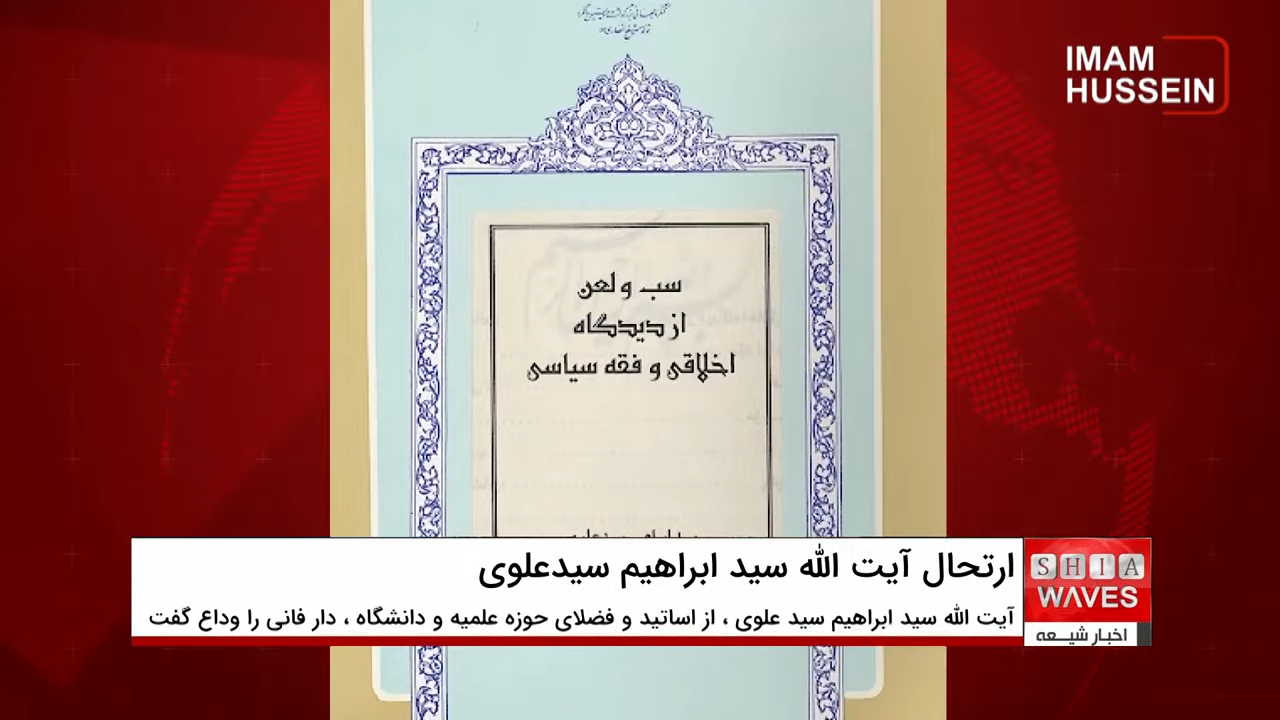 IMAM
HUSSEIN
سب و لعن
از دیدگاه
اخلاقی و فقه سیاسی
ارتحال آیت الله سید ابراهیم سیدعلوی
آیت الله سید ابراهیم سید علوی ، از اساتید و فضلای حوزه علمیه و دانشگاه ، دار فانی را وداع گفت
SHIA
WAVES
اخبار شیعه